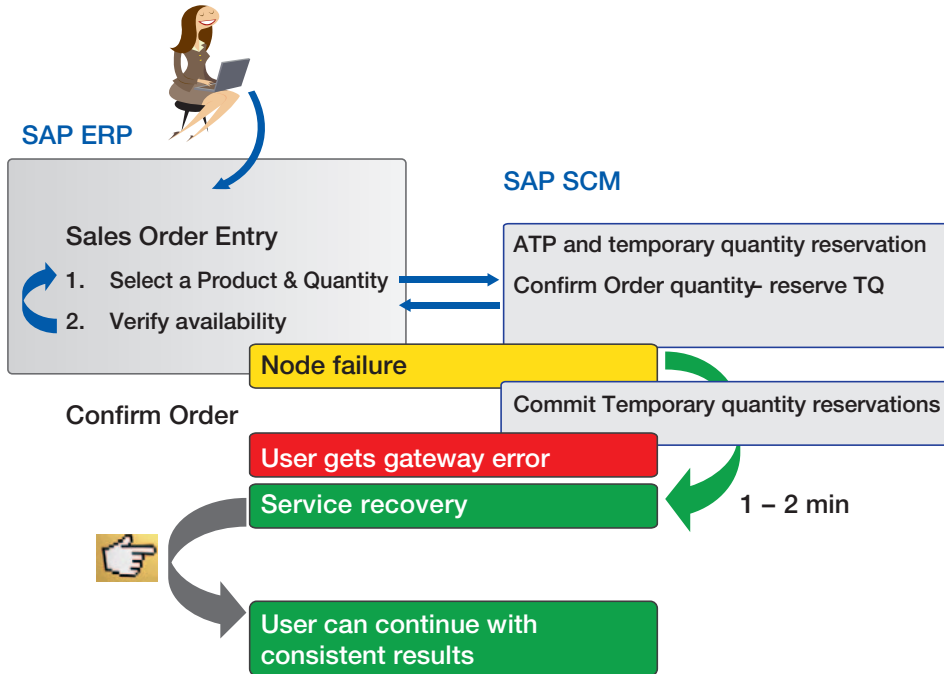 SAP ERP
SAP SCM
Sales Order Entry
1. Select a Product & Quantity
2. Verify availability
ATP and temporary quantity reservation
Confirm Order quantity– reserve TQ
Node failure
Confirm Order
Commit Temporary quantity reservations
User gets gateway error
Service recovery
1 – 2 min
User can continue with
consistent results